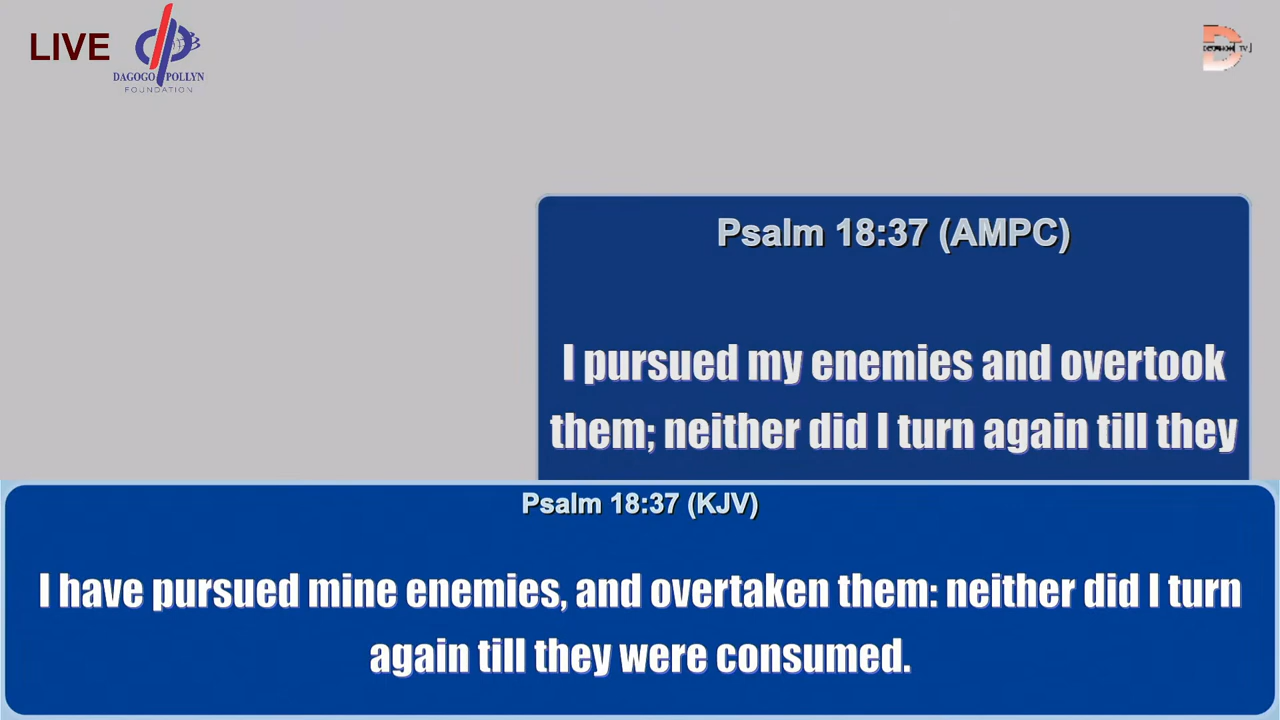 LIVE
DAGOGO POLLYN
FOUNDATION
Psalm 18:37 (AMPC)
I pursued my enemies and overtook
them; neither did I turn again till they
Psalm 18:37 (KJV)
I have pursued mine enemies, and overtaken them: neither did I turn
again till they were consumed.